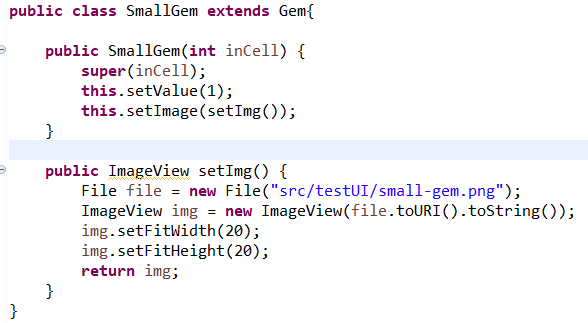 public class SmallGem extends Gem{
public SmallGem(int inCell) {
super(inCell);
this.setValue(1);
this.setImage(setImg());
}
public ImageView setImg() {
File file = new File("src/testUI/small-gem.png");
ImageView img = new ImageView(file.toURI().toString());
img.setFitWidth(20);
img.setFitHeight(20);
return img;
}
}